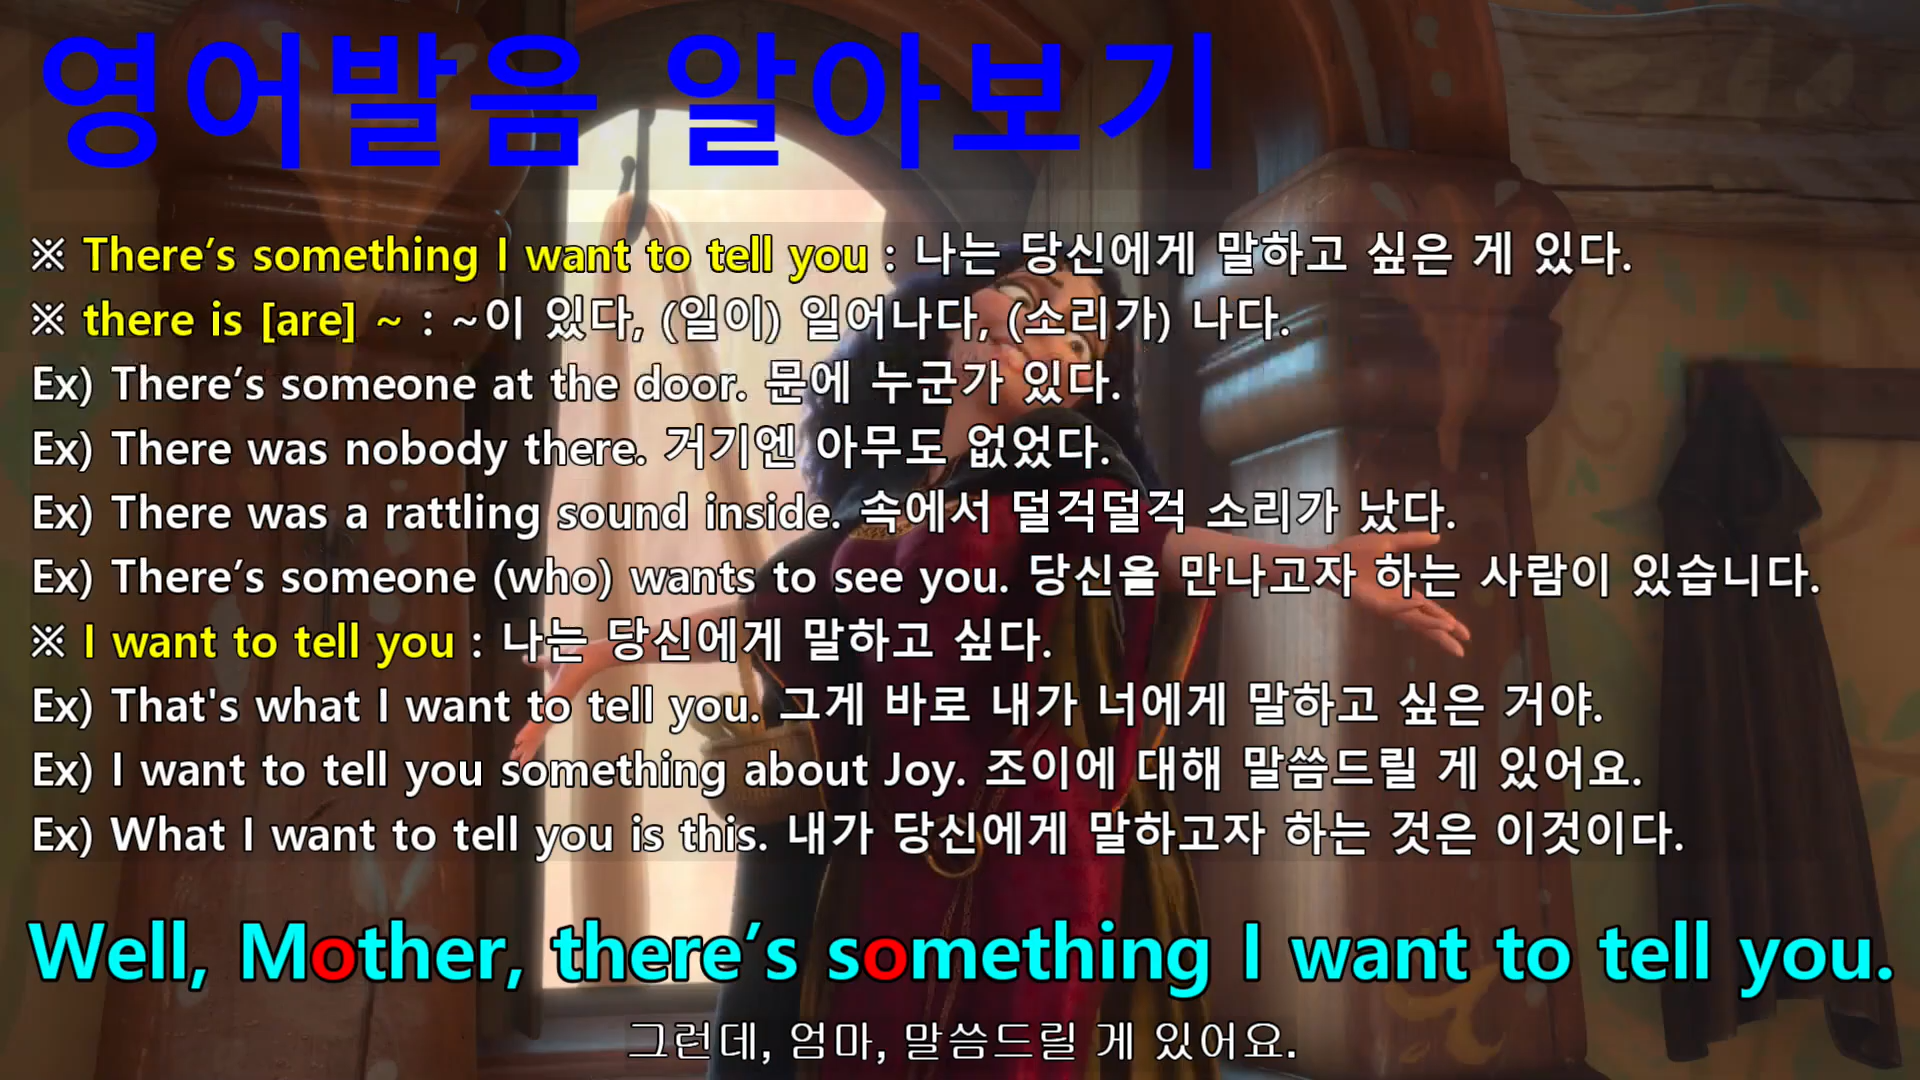 영어발음 알아보기
※ There’s something I want to tell you : 나는 당신에게 말하고 싶은 게 있다.
※ there is [are] ~ : ~이 있다, (일이) 일어나다, (소리가) 나다.
Ex) There’s someone at the door. 문에 누군가 있다.
Ex) There was nobody there. 거기엔 아무도 없었다.
Ex) There was a rattling sound inside. 속에서 덜걱덜걱 소리가 났다.
Ex) There’s someone (who) wants to see you. 당신을 만나고자 하는 사람이 있습니다.
※ I want to tell you : 나는 당신에게 말하고 싶다.
Ex) That's what I want to tell you. 그게 바로 내가 너에게 말하고 싶은 거야.
Ex) I want to tell you something about Joy. 조이에 대해 말씀드릴 게 있어요.
Ex) What I want to tell you is this. 내가 당신에게 말하고자 하는 것은 이것이다.
Well, Mother, there’s something I want to tell you.
그런데, 엄마, 말씀드릴 게 있어요.